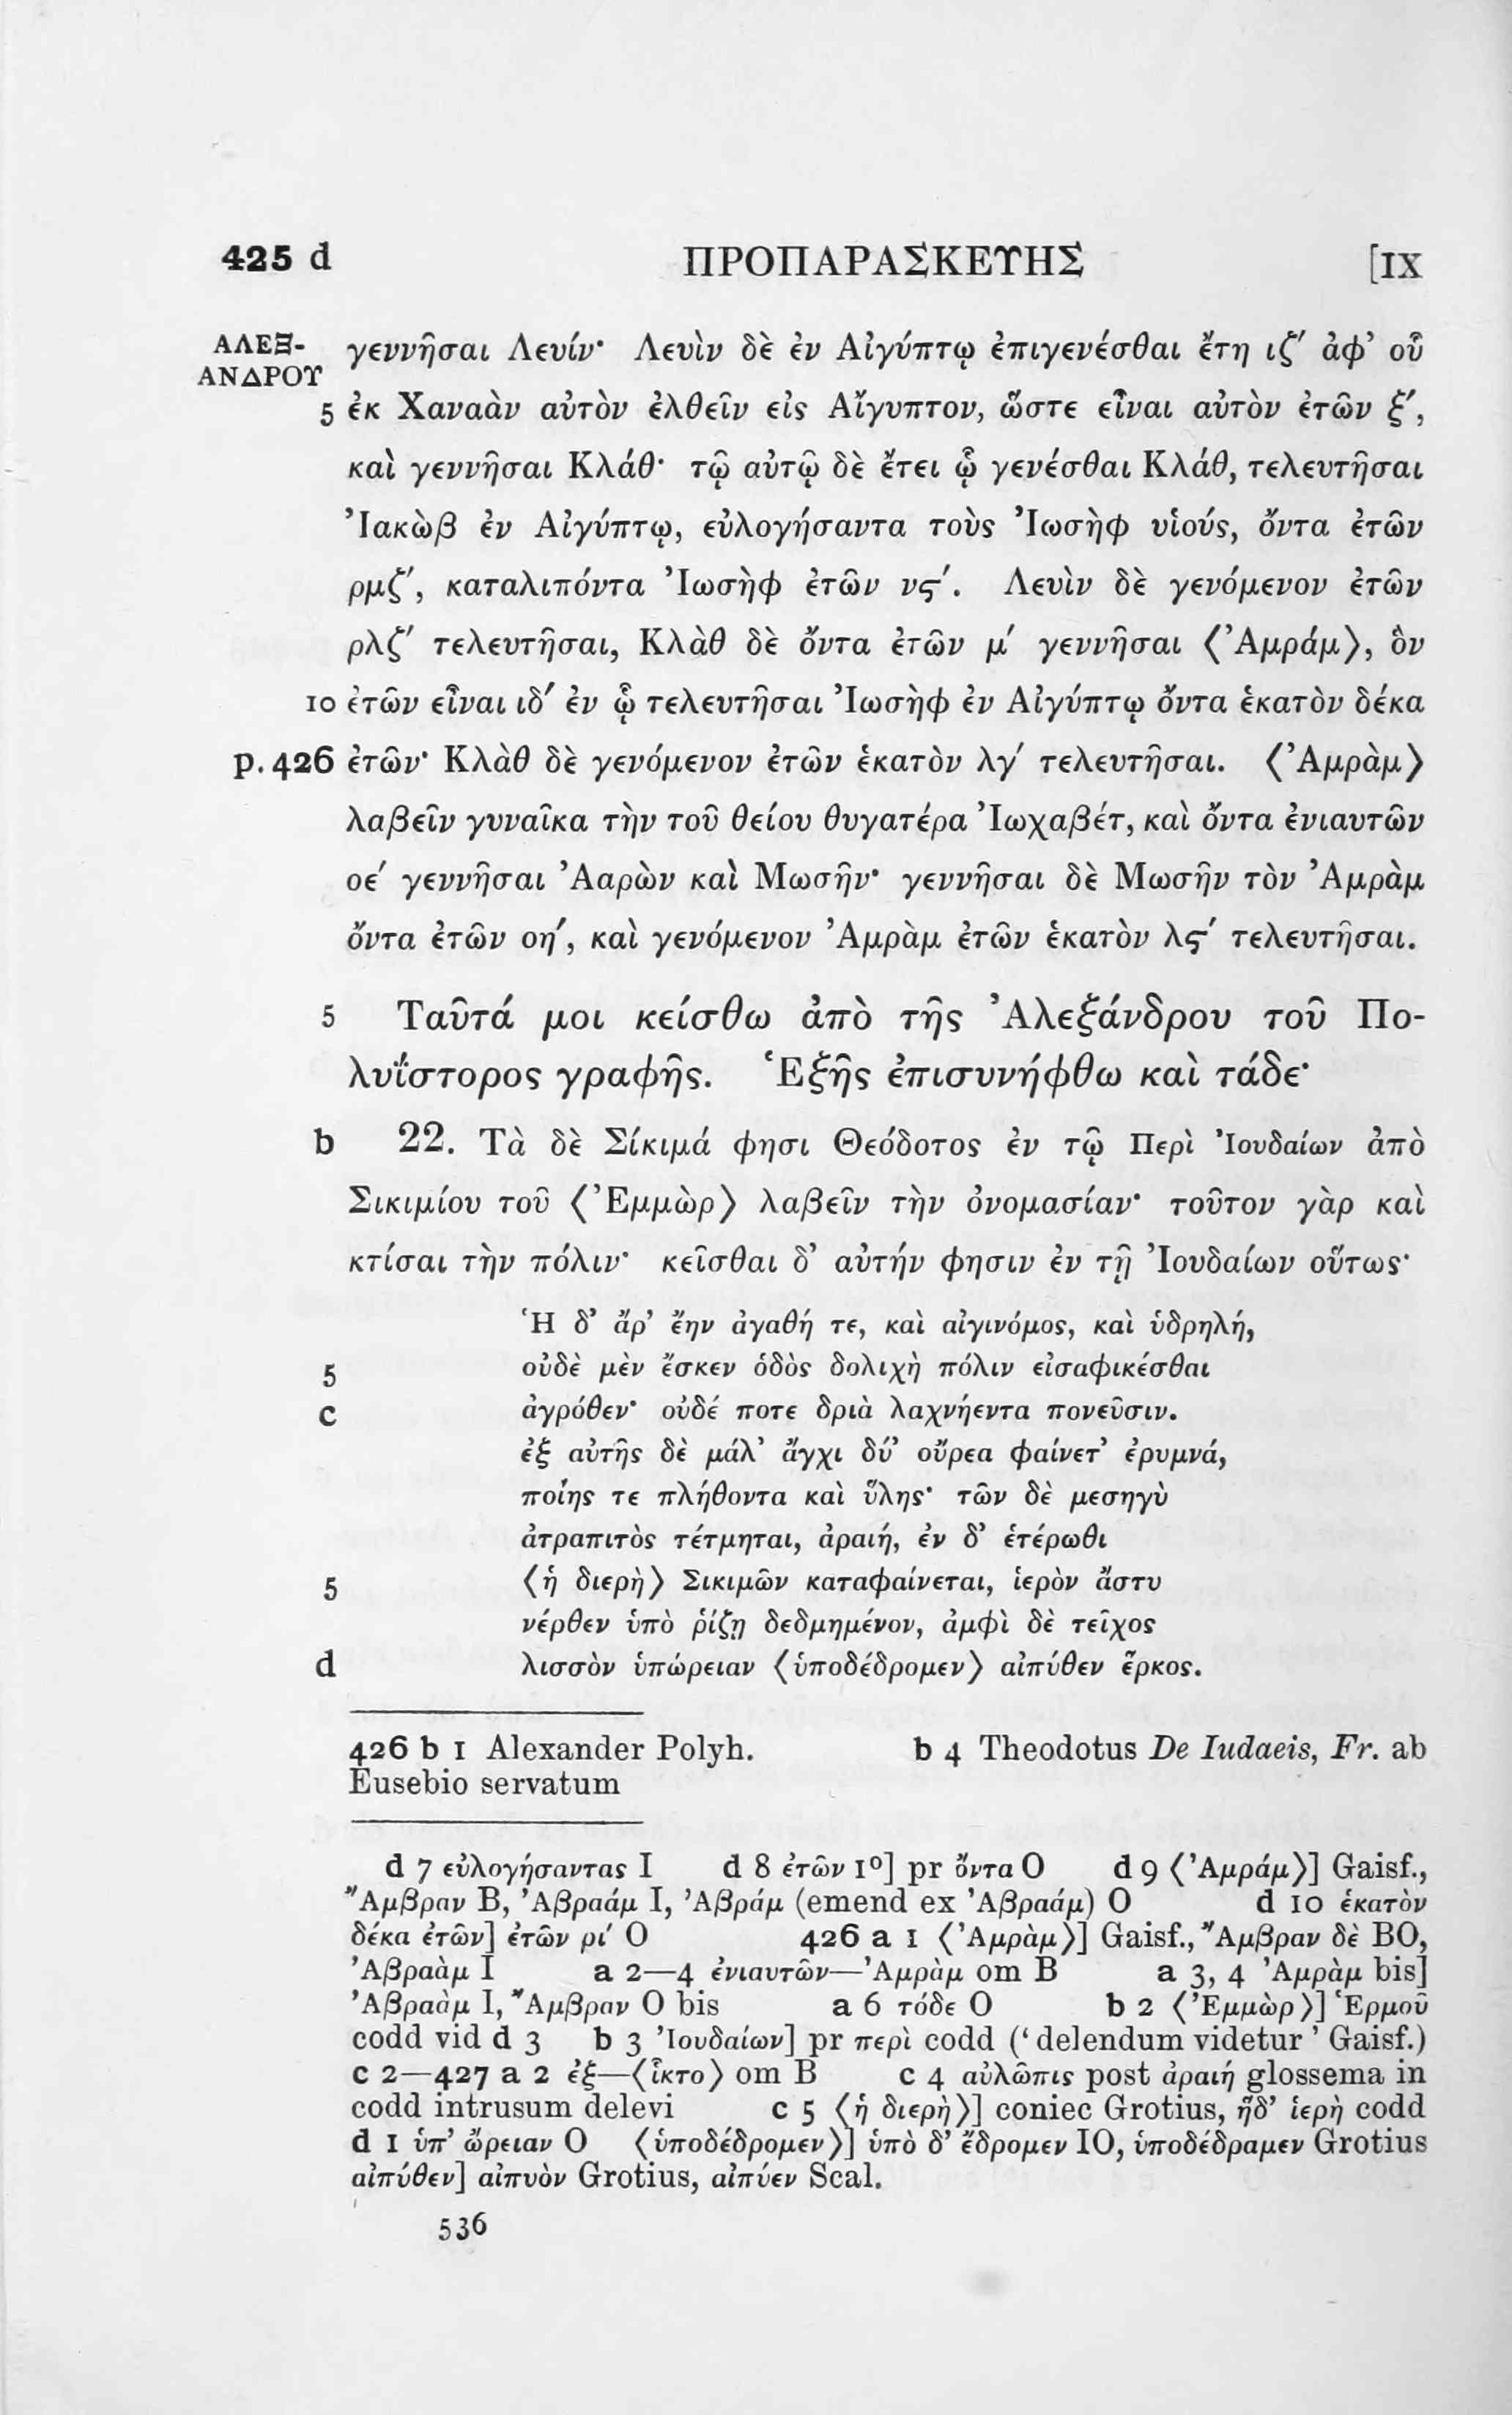 425 d ΠΡΟΠΑΡΑΣΚΕΥΗΣ [IX
ΑΛΕΞ- γεννῆσαι Λευίν· Λευὶν δὲ ἐν Αἰγύπτῳ ἐπιγενέσθαι ἔτη ιζ′ ἀφ’ οὗ
ΑΝΔΡΟΥ
5 ἐκ Χαναὰν αὐτὸν ἐλθεῖν εἰς Αἴγυπτον, ὥστε εἶναι αὐτὸν ἐτῶν ξ′,
καὶ γεννῆσαι Κλάθ· τῷ αὐτῷ δὲ ἔτει ᾧ γενέσθαι Κλάθ, τελευτῆσαι
Ἰακὼβ ἐν Αἰγύπτῳ, εὐλογήσαντα τοὺς Ἰωσὴφ υἱούς, ὄντα ἐτῶν
ρμζ′, καταλιπόντα Ἰωσὴφ ἐτῶν νϛ′. Λευὶν δὲ γενόμενον ἐτῶν
ρλζ′ τελευτῆσαι, Κλὰθ δὲ ὄντα ἐτῶν μ′ γεννῆσαι ⟨Ἀμράμ⟩, ὃν
10 ἐτῶν εἶναι ιδ′ ἐν ᾧ τελευτῆσαι Ἰωσὴφ ἐν Αἰγύπτῳ ὄντα ἑκατὸν δέκα
p. 426 ἐτῶν· Κλὰθ δὲ γενόμενον ἐτῶν ἑκατὸν λγ′ τελευτῆσαι. ⟨Ἀμρὰμ⟩
λαβεῖν γυναῖκα τὴν τοῦ θείου θυγατέρα Ἰωχαβέτ, καὶ ὄντα ἐνιαυτῶν
οε′ γεννῆσαι Ἀαρὼν καὶ Μωσῆν· γεννῆσαι δὲ Μωσῆν τὸν Ἀμρὰμ
ὄντα ἐτῶν οη′, καὶ γενόμενον Ἀμρὰμ ἐτῶν ἑκατὸν λϛ′ τελευτῆσαι.
5 Ταῦτά μοι κείσθω ἀπὸ τῆς Ἀλεξάνδρου τοῦ Πο-
λυΐστορος γραφῆς. Ἑξῆς ἐπισυνήφθω καὶ τάδε·
b 22. Τὰ δὲ Σίκιμά φησι Θεόδοτος ἐν τῷ Περὶ Ἰουδαίων ἀπὸ
Σικιμίου τοῦ ⟨Ἐμμὼρ⟩ λαβεῖν τὴν ὀνομασίαν· τοῦτον γὰρ καὶ
κτίσαι τὴν πόλιν· κεῖσθαι δ’ αὐτήν φησιν ἐν τῇ Ἰουδαίων οὕτως·
Ἡ δ’ ἄρ’ ἔην ἀγαθή τε, καὶ αἰγινόμος, καὶ ὑδρηλή,
5 οὐδὲ μὲν ἔσκεν ὁδὸς δολιχὴ πόλιν εἰσαφικέσθαι
c ἀγρόθεν· οὐδέ ποτε δριὰ λαχνήεντα πονεῦσιν.
ἐξ αὐτῆς δὲ μάλ’ ἄγχι δύ’ οὔρεα φαίνετ’ ἐρυμνά,
ποίης τε πλήθοντα καὶ ὕλης· τῶν δὲ μεσηγὺ
ἀτραπιτὸς τέτμηται, ἀραιή, ἐν δ’ ἑτέρωθι
5 ⟨ἡ διερὴ⟩ Σικιμῶν καταφαίνεται, ἱερὸν ἄστυ
νέρθεν ὑπὸ ῥίζῃ δεδμημένον, ἀμφὶ δὲ τεῖχος
d λισσὸν ὑπώρειαν ⟨ὑποδέδρομεν⟩ αἰπύθεν ἕρκος.
426 b 1 Alexander Polyh. b 4 Theodotus De Iudaeis, Fr. ab
Eusebio servatum
d 7 εὐλογήσαντας I d 8 ἐτῶν 1º] pr ὄντα O d 9 ⟨Ἀμράμ⟩] Gaisf.,
Ἄμβραν B, Ἀβραάμ I, Ἀβράμ (emend ex Ἀβραάμ) O d 10 ἑκατὸν
δέκα ἐτῶν] ἐτῶν ρι′ O 426 a 1 ⟨Ἀμρὰμ⟩] Gaisf., Ἄμβραν δὲ BO,
Ἀβραὰμ I a 2—4 ἐνιαυτῶν—Ἀμρὰμ om B a 3, 4 Ἀμρὰμ bis]
Ἀβραὰμ I, Ἄμβραν O bis a 6 τόδε O b 2 ⟨Ἐμμὼρ⟩] Ἑρμοῦ
codd vid d 3 b 3 Ἰουδαίων] pr περὶ codd (‘delendum videtur’ Gaisf.)
c 2—427 a 2 ἐξ—⟨ἷκτο⟩ om B c 4 αὐλῶπις post ἀραιή glossema in
codd intrusum delevi c 5 ⟨ἡ διερὴ⟩] coniec Grotius, ἠδ’ ἱερὴ codd
d 1 ὑπ’ ὥρειαν O ⟨ὑποδέδρομεν⟩] ὑπὸ δ’ ἔδρομεν IO, ὑποδέδραμεν Grotius
αἰπύθεν] αἰπυὸν Grotius, αἰπύεν Scal.
536